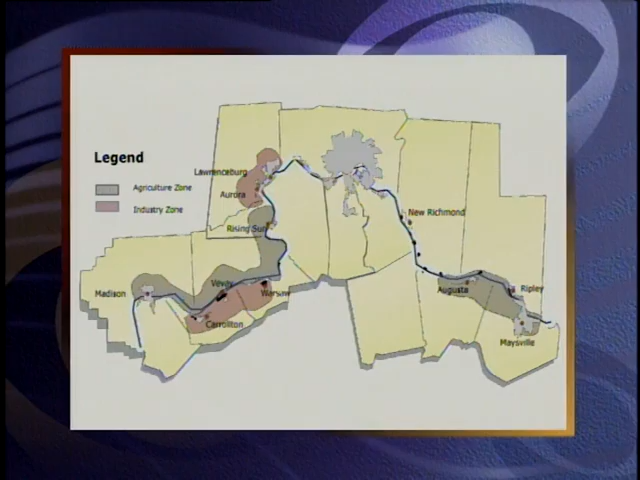 Legend
Agriculture Zone
Industry Zone
Lawrenceburg
Aurora
Rising Sun
New Richmond
Madison
Vevay
Warsaw
Carrollton
Augusta
Ripley
Maysville